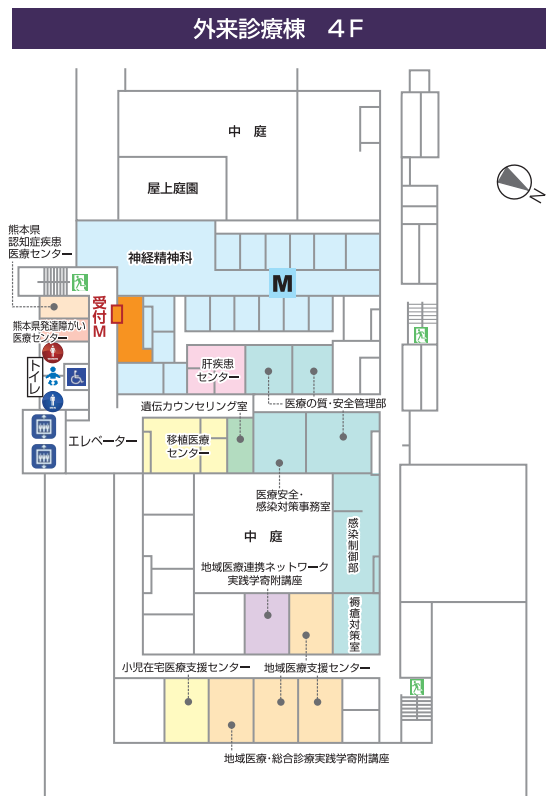 外来診療棟 4F
中 庭
屋上庭園
熊本県
認知症疾患
医療センター
神経精神科
M
N
受付M
熊本県発達障がい
医療センター
トイレ
肝疾患
センター
医療の質・安全管理部
遺伝カウンセリング室
エレベーター
移植医療
センター
医療安全・
感染対策事務室
中 庭
感染制御部
地域医療連携ネットワーク
実践学寄附講座
褥瘡対策室
小児在宅医療支援センター
地域医療支援センター
地域医療・総合診療実践学寄附講座